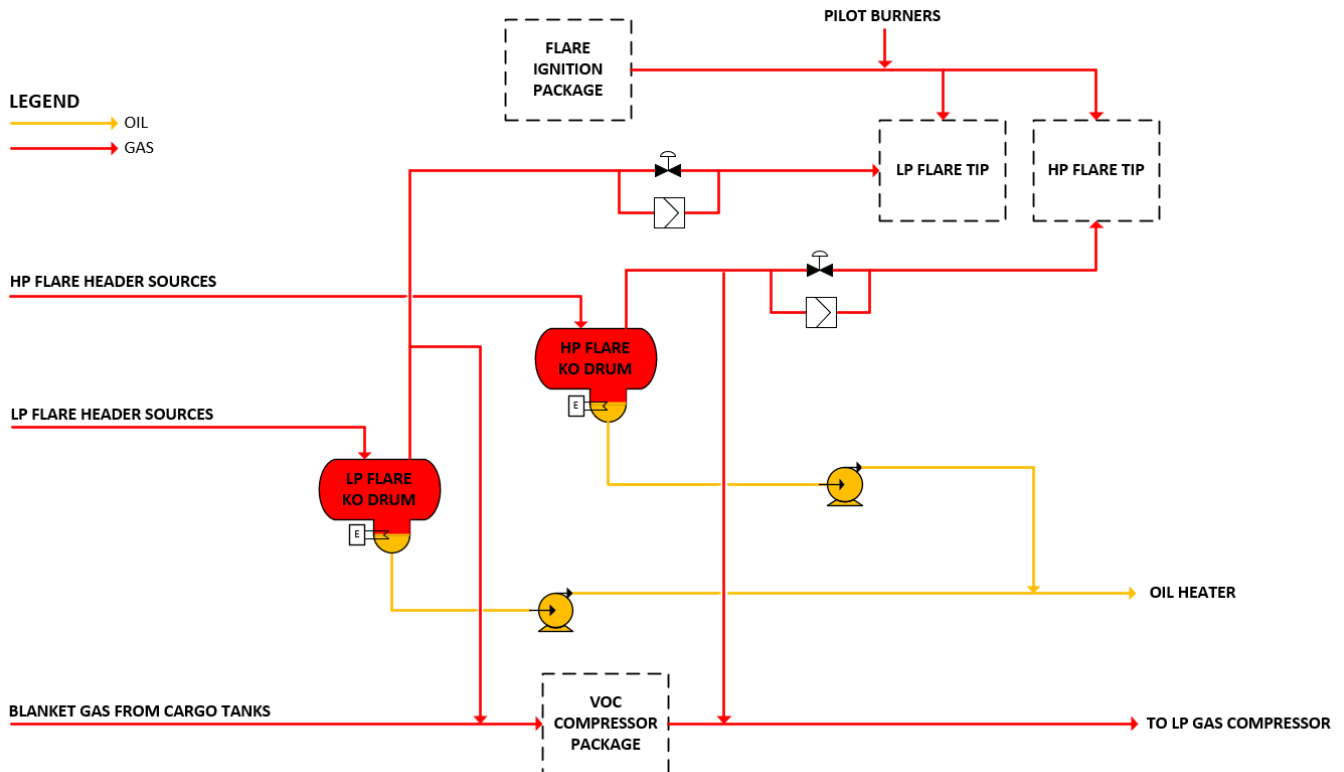 PILOT BURNERS
FLARE
IGNITION
PACKAGE
LEGEND
OIL
GAS
LP FLARE TIP
HP FLARE TIP
HP FLARE HEADER SOURCES
HP FLARE
KO DRUM
E
LP FLARE HEADER SOURCES
LP FLARE
KO DRUM
E
OIL HEATER
BLANKET GAS FROM CARGO TANKS
VOC
COMPRESSOR
PACKAGE
TO LP GAS COMPRESSOR